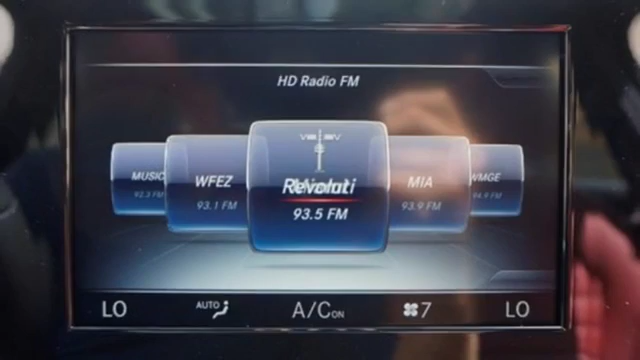 HD Radio FM
MUSIC
92.3 FM
WFEZ
93.1 FM
Revoluti
93.5 FM
MIA
93.9 FM
WMGE
94.9 FM
LO
AUTO
A/C ON
7
LO